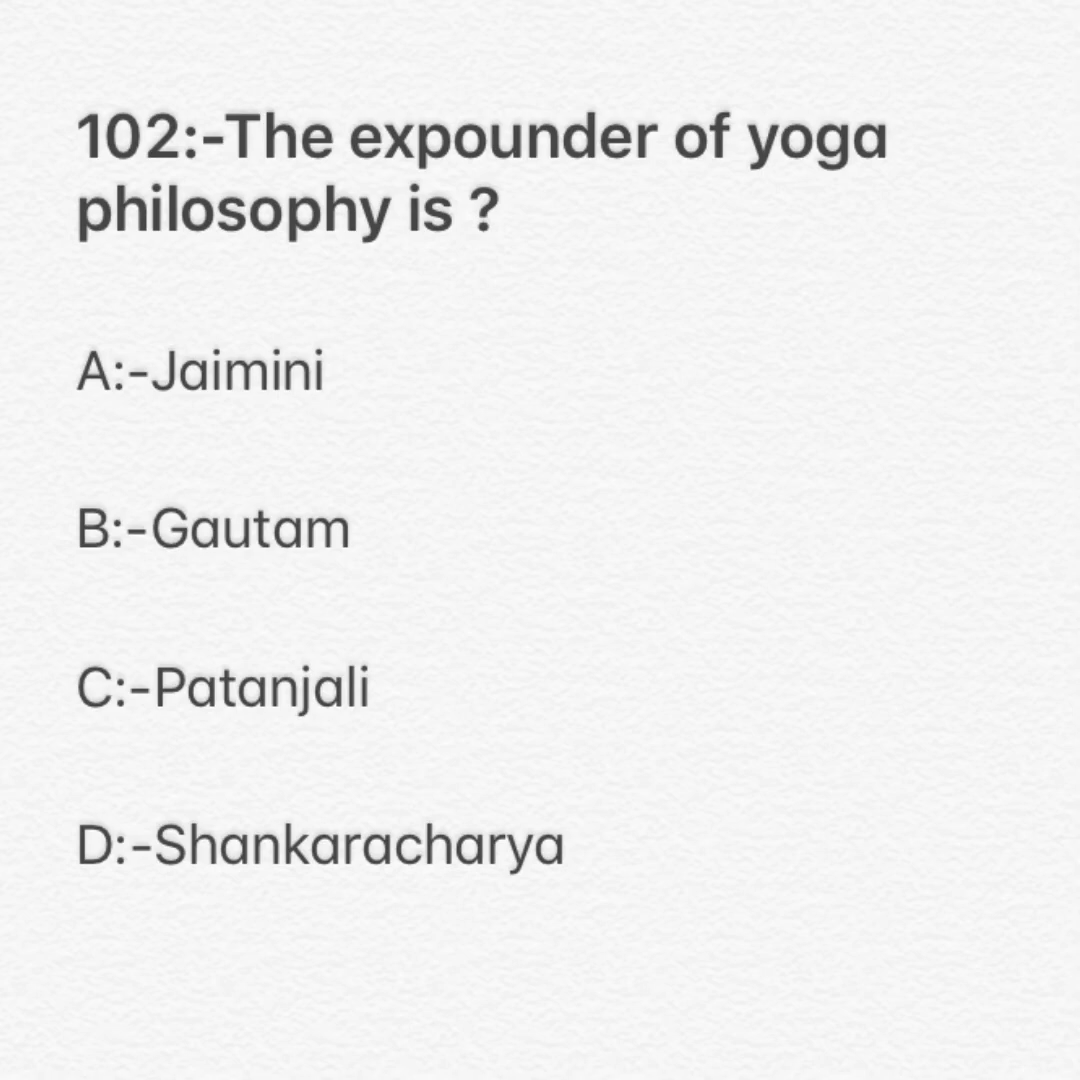 102:-The expounder of yoga
philosophy is ?
A:-Jaimini
B:-Gautam
C:-Patanjali
D:-Shankaracharya